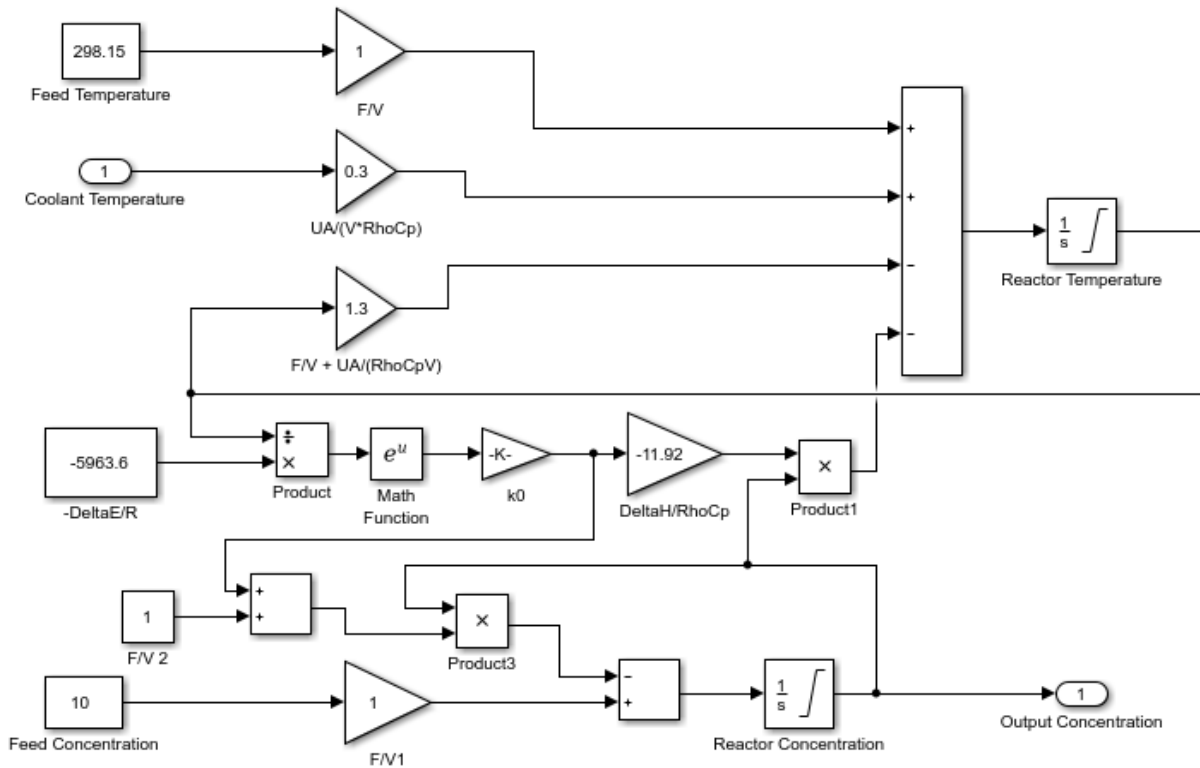 298.15
Feed Temperature
1
F/V
1
Coolant Temperature
0.3
UA/(V*RhoCp)
1.3
F/V + UA/(RhoCpV)
+
+
−
−
1
s
Reactor Temperature
-5963.6
-DeltaE/R
÷
×
Product
e^u
Math
Function
-K-
k0
-11.92
DeltaH/RhoCp
×
Product1
1
F/V 2
+
+
×
Product3
10
Feed Concentration
1
F/V1
−
+
1
s
Reactor Concentration
1
Output Concentration